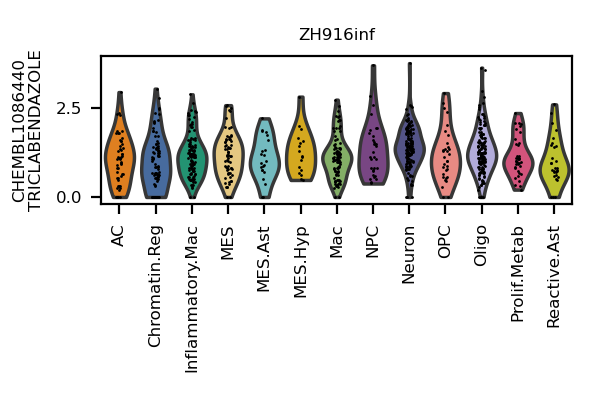 ZH916inf
CHEMBL1086440
TRICLABENDAZOLE
2.5
0.0
AC
Chromatin.Reg
Inflammatory.Mac
MES
MES.Ast
MES.Hyp
Mac
NPC
Neuron
OPC
Oligo
Prolif.Metab
Reactive.Ast